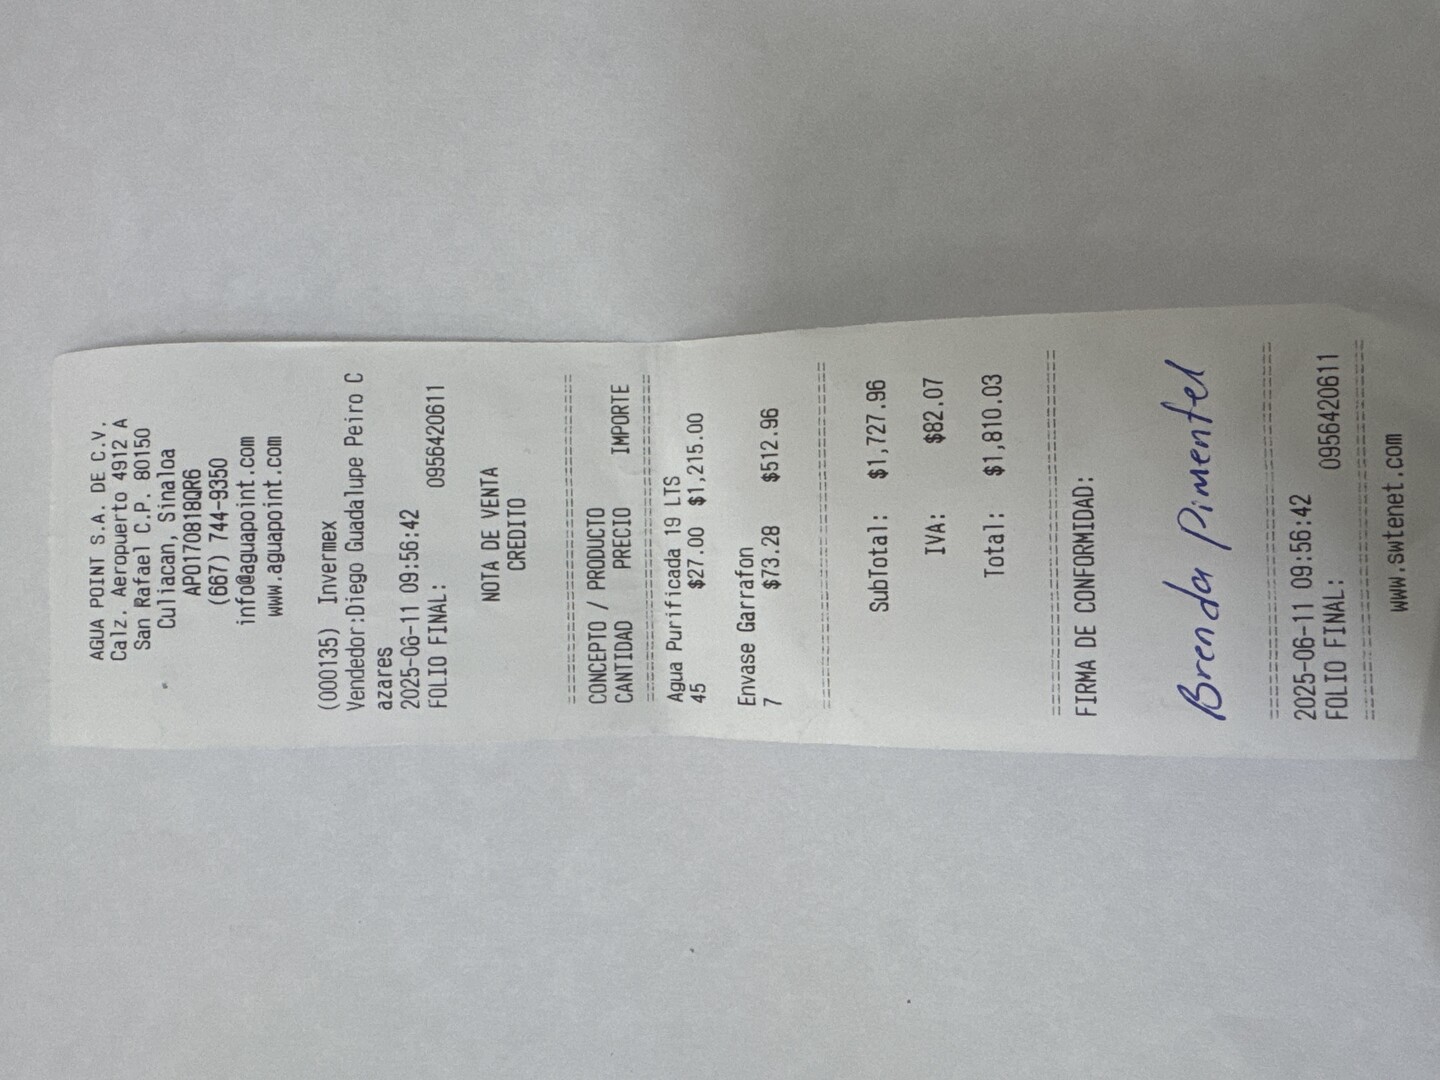 AGUA POINT S.A. DE C.V.
Calz. Aeropuerto 4912 A
San Rafael C.P. 80150
Culiacan, Sinaloa
APO170818QR6
(667) 744-9350
info@aguapoint.com
www.aguapoint.com
(000135) Invermex
Vendedor:Diego Guadalupe Peiro C
azares
2025-06-11 09:56:42
FOLIO FINAL: 0956420611
NOTA DE VENTA
CREDITO
CONCEPTO / PRODUCTO
CANTIDAD PRECIO IMPORTE
Agua Purificada 19 LTS
45 $27.00 $1,215.00
Envase Garrafon
7 $73.28 $512.96
SubTotal: $1,727.96
IVA: $82.07
Total: $1,810.03
FIRMA DE CONFORMIDAD:
Brenda Pimentel
2025-06-11 09:56:42
FOLIO FINAL: 0956420611
www.swtenet.com